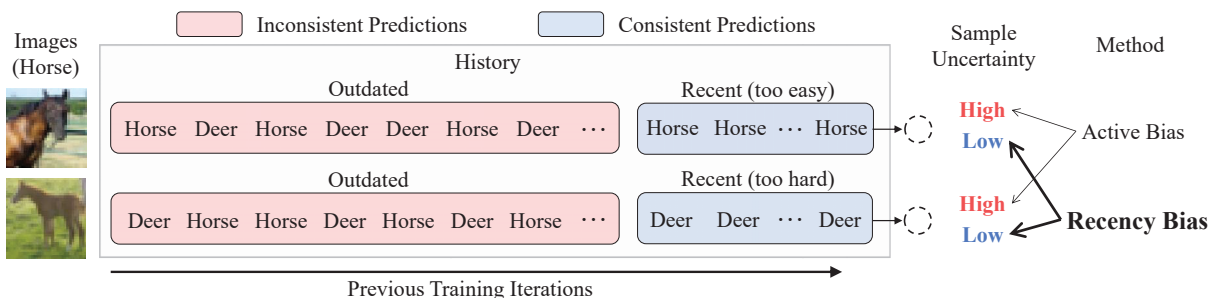 Inconsistent Predictions
Consistent Predictions
Images
(Horse)
Sample
Uncertainty
Method
History
Outdated
Recent (too easy)
Horse Deer Horse Deer Deer Horse Deer ···
Horse Horse ··· Horse
High
Low
Active Bias
Outdated
Recent (too hard)
Deer Horse Horse Deer Horse Deer Horse ···
Deer Deer ··· Deer
High
Low
Recency Bias
Previous Training Iterations